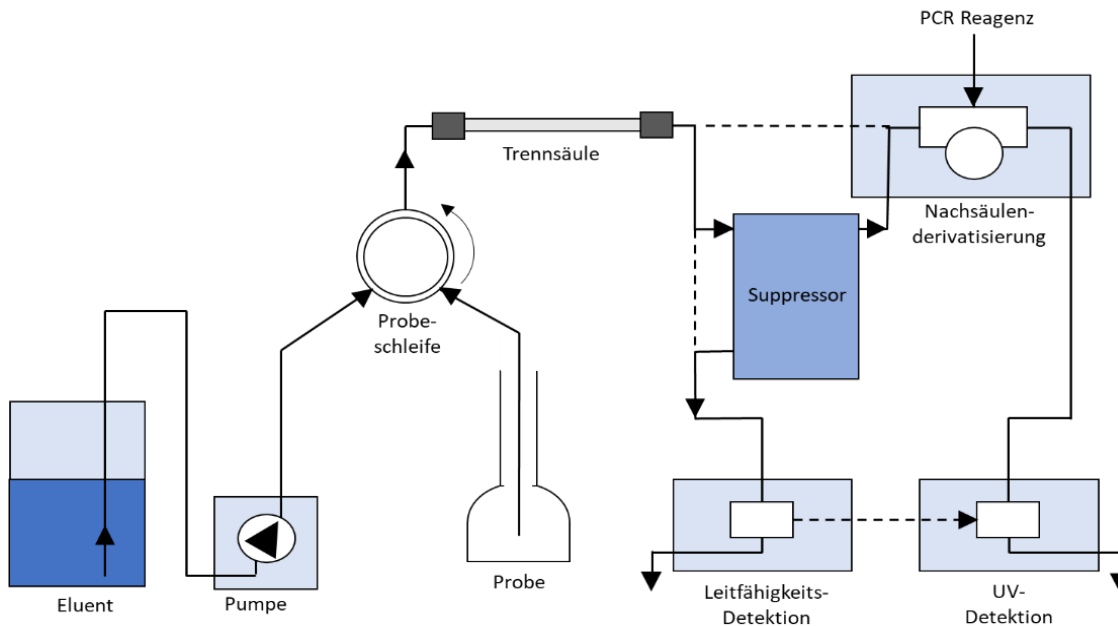 PCR Reagenz
Trennsäule
Nachsäulen-
derivatisierung
Suppressor
Probe-
schleife
Eluent
Pumpe
Probe
Leitfähigkeits-
Detektion
UV-
Detektion